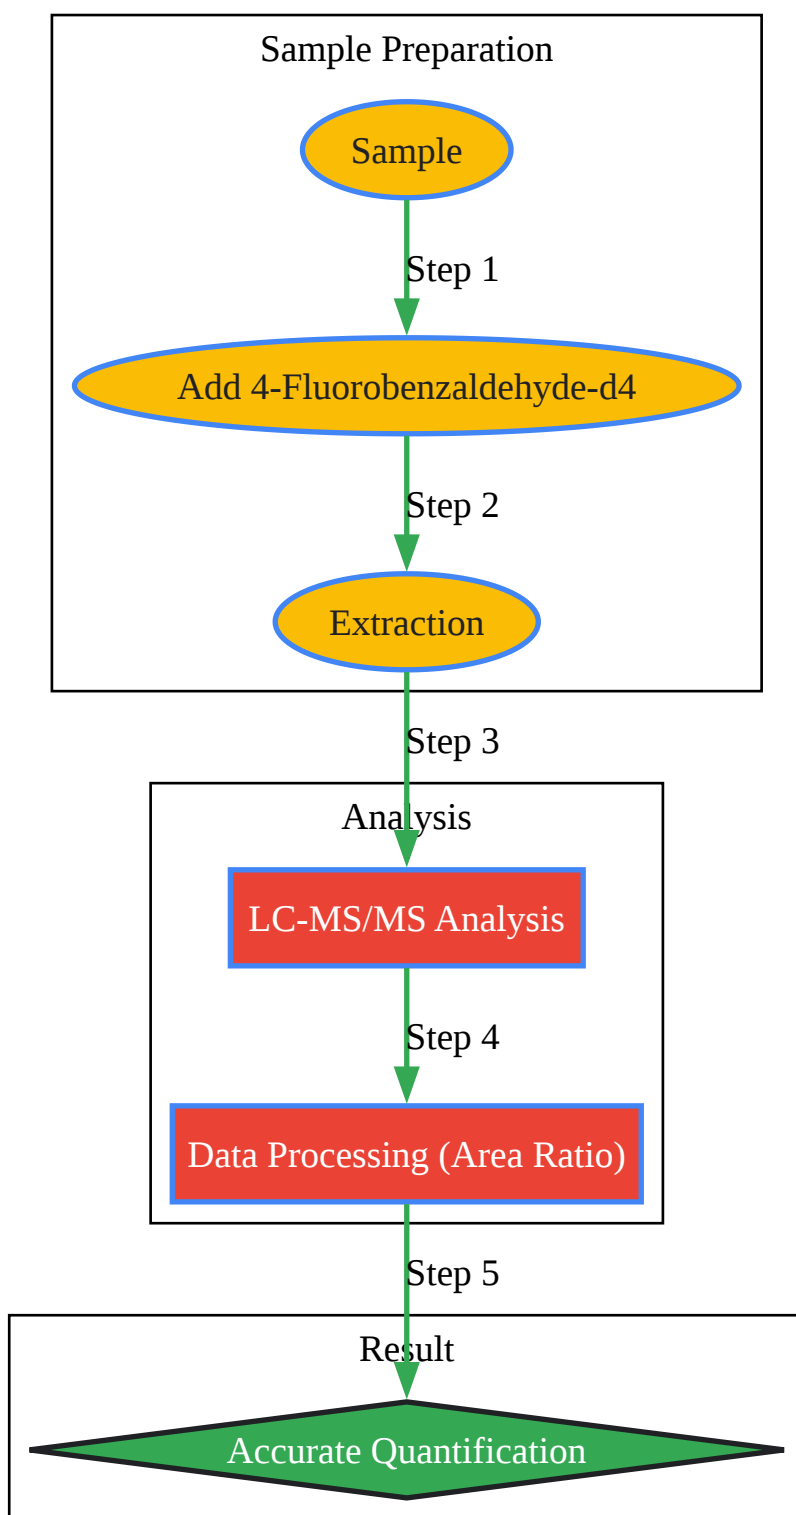 Sample Preparation
Sample
Step 1
Add 4-Fluorobenzaldehyde-d4
Step 2
Extraction
Step 3
Analysis
LC-MS/MS Analysis
Step 4
Data Processing (Area Ratio)
Step 5
Result
Accurate Quantification